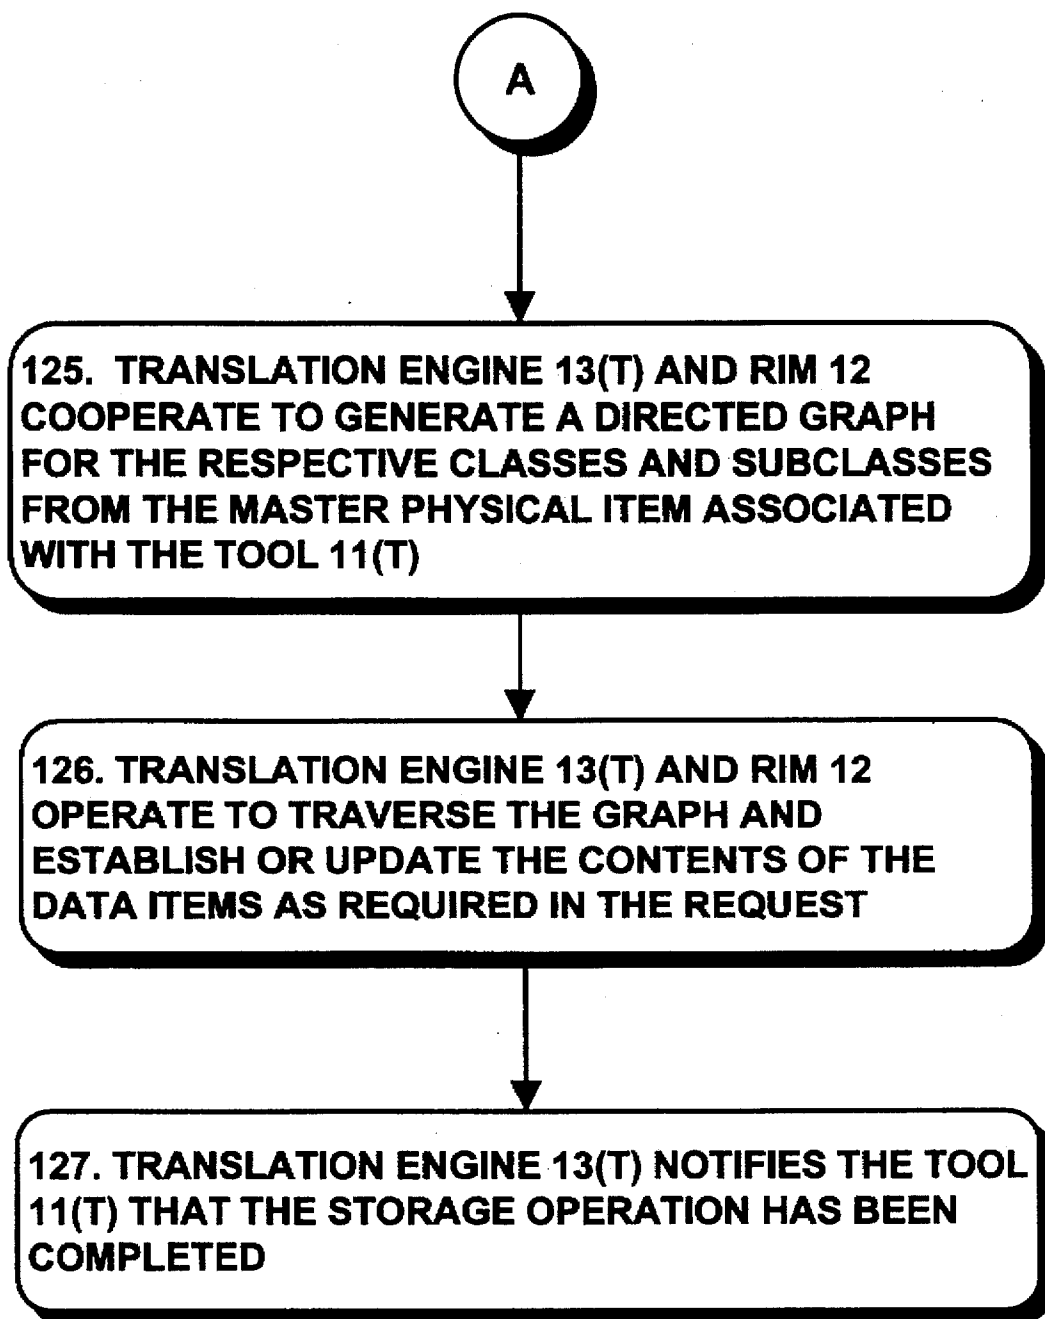 A
125. TRANSLATION ENGINE 13(T) AND RIM 12
COOPERATE TO GENERATE A DIRECTED GRAPH
FOR THE RESPECTIVE CLASSES AND SUBCLASSES
FROM THE MASTER PHYSICAL ITEM ASSOCIATED
WITH THE TOOL 11(T)
126. TRANSLATION ENGINE 13(T) AND RIM 12
OPERATE TO TRAVERSE THE GRAPH AND
ESTABLISH OR UPDATE THE CONTENTS OF THE
DATA ITEMS AS REQUIRED IN THE REQUEST
127. TRANSLATION ENGINE 13(T) NOTIFIES THE TOOL
11(T) THAT THE STORAGE OPERATION HAS BEEN
COMPLETED